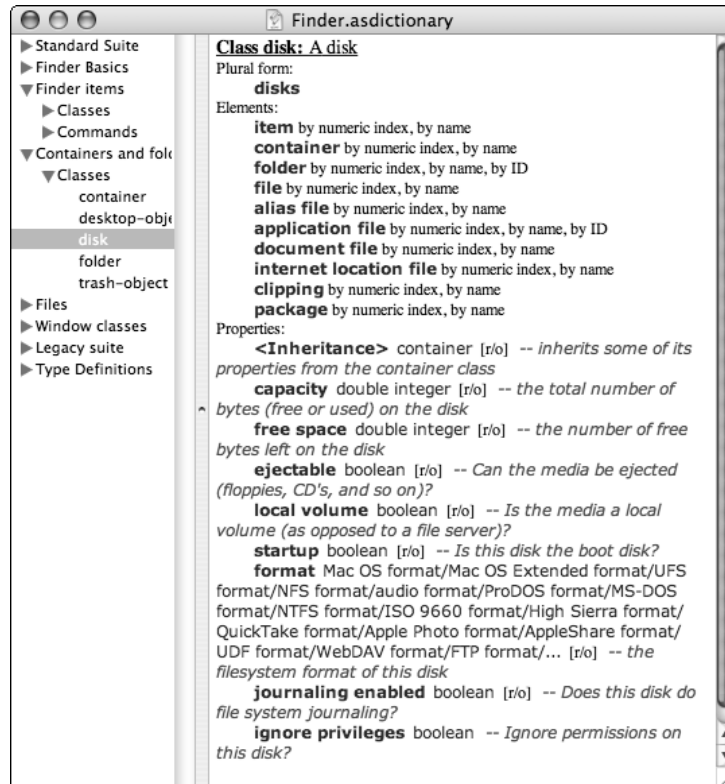 Finder.asdictionary
Standard Suite
Finder Basics
Finder items
Classes
Commands
Containers and fol
Classes
container
desktop-obj
disk
folder
trash-object
Files
Window classes
Legacy suite
Type Definitions
Class disk: A disk
Plural form:
disks
Elements:
item by numeric index, by name
container by numeric index, by name
folder by numeric index, by name, by ID
file by numeric index, by name
alias file by numeric index, by name
application file by numeric index, by name, by ID
document file by numeric index, by name
internet location file by numeric index, by name
clipping by numeric index, by name
package by numeric index, by name
Properties:
<Inheritance> container [r/o] -- inherits some of its
properties from the container class
capacity double integer [r/o] -- the total number of
bytes (free or used) on the disk
free space double integer [r/o] -- the number of free
bytes left on the disk
ejectable boolean [r/o] -- Can the media be ejected
(floppies, CD's, and so on)?
local volume boolean [r/o] -- Is the media a local
volume (as opposed to a file server)?
startup boolean [r/o] -- Is this disk the boot disk?
format Mac OS format/Mac OS Extended format/UFS
format/NFS format/audio format/ProDOS format/MS-DOS
format/NTFS format/ISO 9660 format/High Sierra format/
QuickTake format/Apple Photo format/AppleShare format/
UDF format/WebDAV format/FTP format/... [r/o] -- the
filesystem format of this disk
journaling enabled boolean [r/o] -- Does this disk do
file system journaling?
ignore privileges boolean -- Ignore permissions on
this disk?